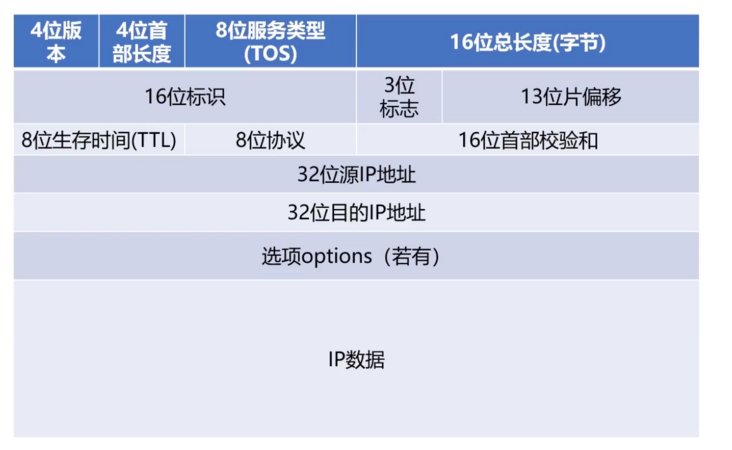 4位版
本
4位首
部长度
8位服务类型
(TOS)
16位总长度(字节)
16位标识
3位
标志
13位片偏移
8位生存时间(TTL)
8位协议
16位首部校验和
32位源IP地址
32位目的IP地址
选项options（若有）
IP数据